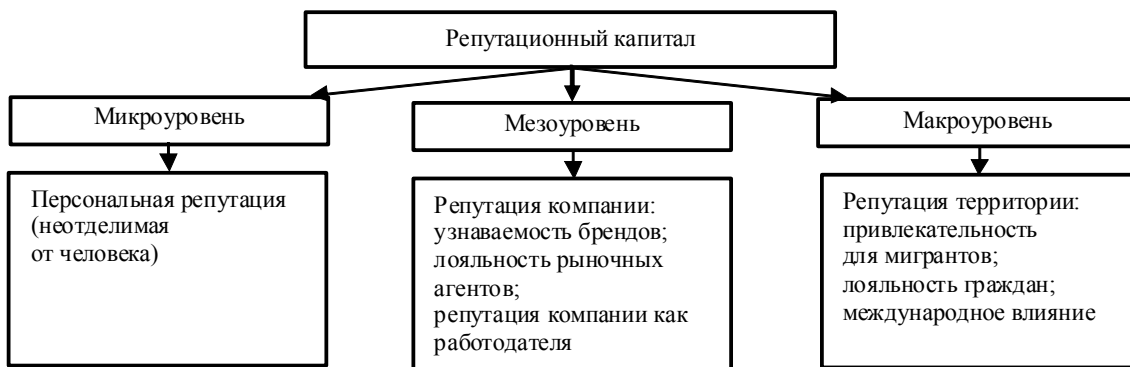 Репутационный капитал
Микроуровень
Мезоуровень
Макроуровень
Персональная репутация
(неотделимая
от человека)
Репутация компании:
узнаваемость брендов;
лояльность рыночных
агентов;
репутация компании как
работодателя
Репутация территории:
привлекательность
для мигрантов;
лояльность граждан;
международное влияние